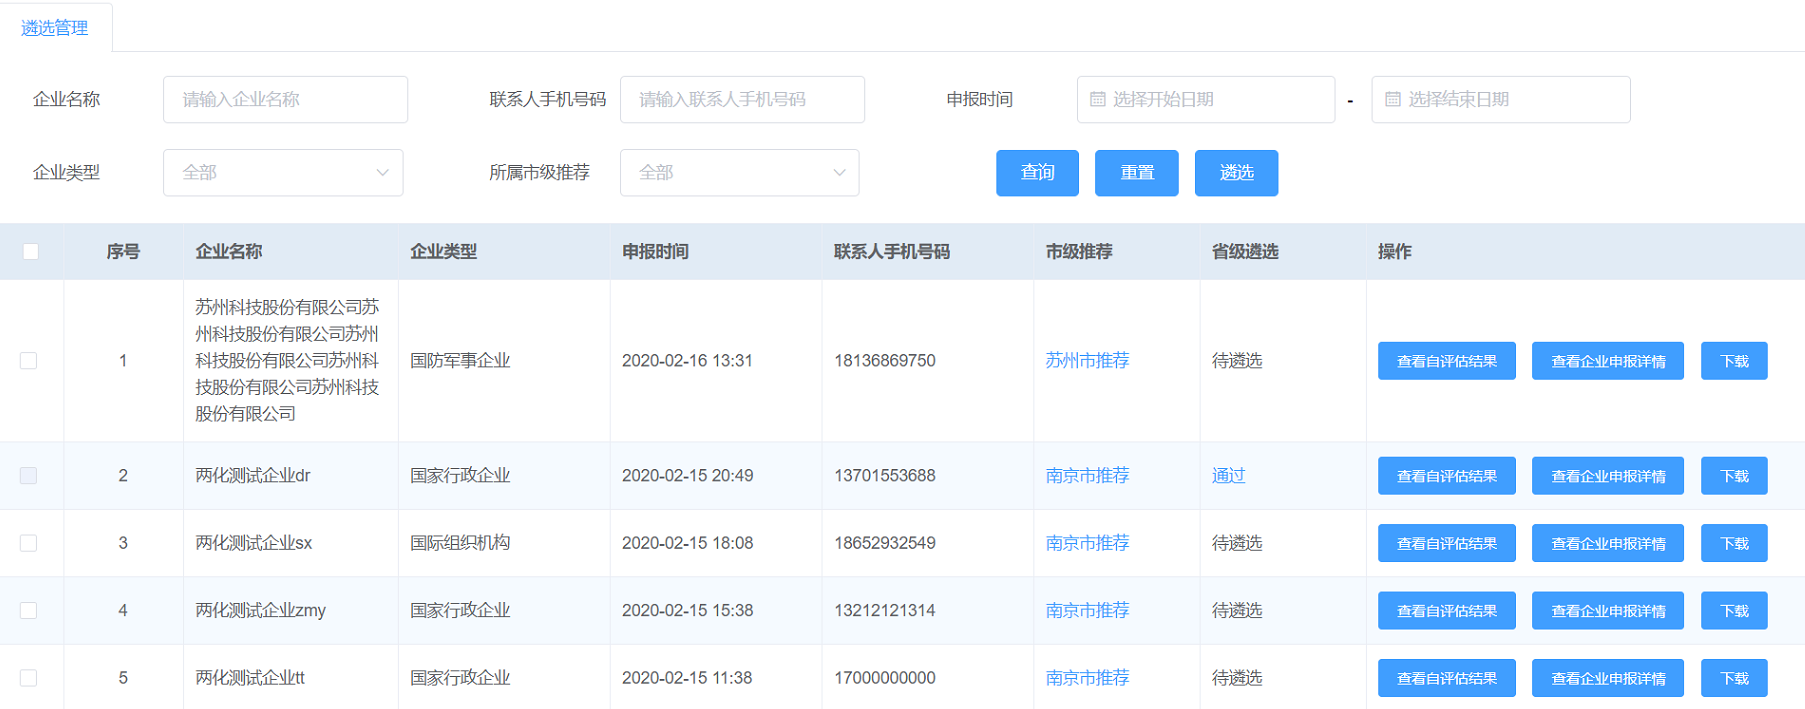 遴选管理
企业名称 请输入企业名称 联系人手机号码 请输入联系人手机号码 申报时间 选择开始日期 - 选择结束日期
企业类型 全部 所属市级推荐 全部 查询 重置 遴选
序号 企业名称 企业类型 申报时间 联系人手机号码 市级推荐 省级遴选 操作
苏州科技股份有限公司苏
州科技股份有限公司苏州
1 科技股份有限公司苏州科 国防军事企业 2020-02-16 13:31 18136869750 苏州市推荐 待遴选 查看自评估结果 查看企业申报详情 下载
技股份有限公司苏州科技
股份有限公司
2 两化测试企业dr 国家行政企业 2020-02-15 20:49 13701553688 南京市推荐 通过 查看自评估结果 查看企业申报详情 下载
3 两化测试企业sx 国际组织机构 2020-02-15 18:08 18652932549 南京市推荐 待遴选 查看自评估结果 查看企业申报详情 下载
4 两化测试企业zmy 国家行政企业 2020-02-15 15:38 13212121314 南京市推荐 待遴选 查看自评估结果 查看企业申报详情 下载
5 两化测试企业tt 国家行政企业 2020-02-15 11:38 17000000000 南京市推荐 待遴选 查看自评估结果 查看企业申报详情 下载